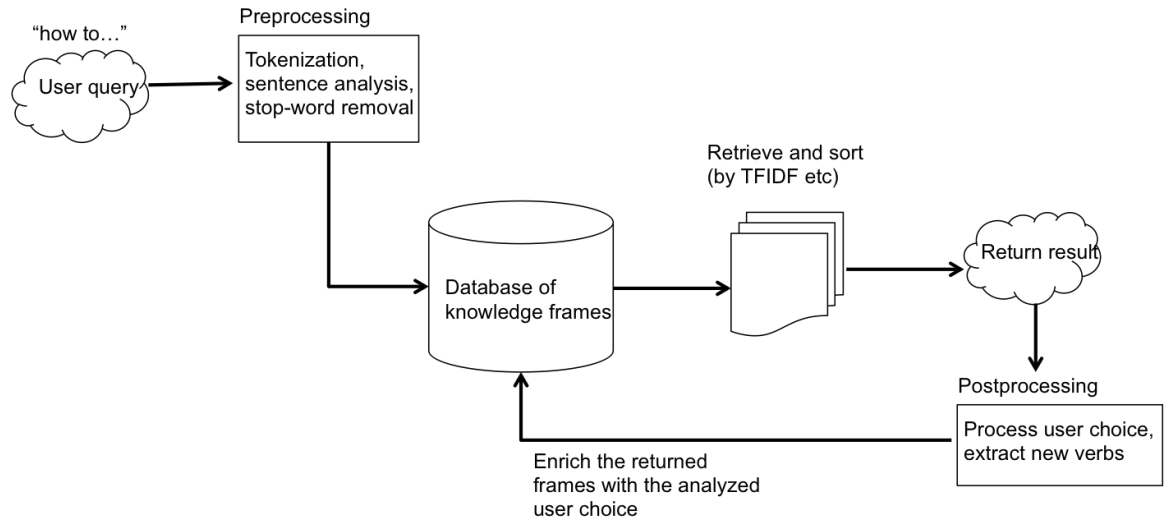 “how to…”
User query
Preprocessing
Tokenization,
sentence analysis,
stop-word removal
Database of
knowledge frames
Retrieve and sort
(by TFIDF etc)
Return result
Postprocessing
Process user choice,
extract new verbs
Enrich the returned
frames with the analyzed
user choice